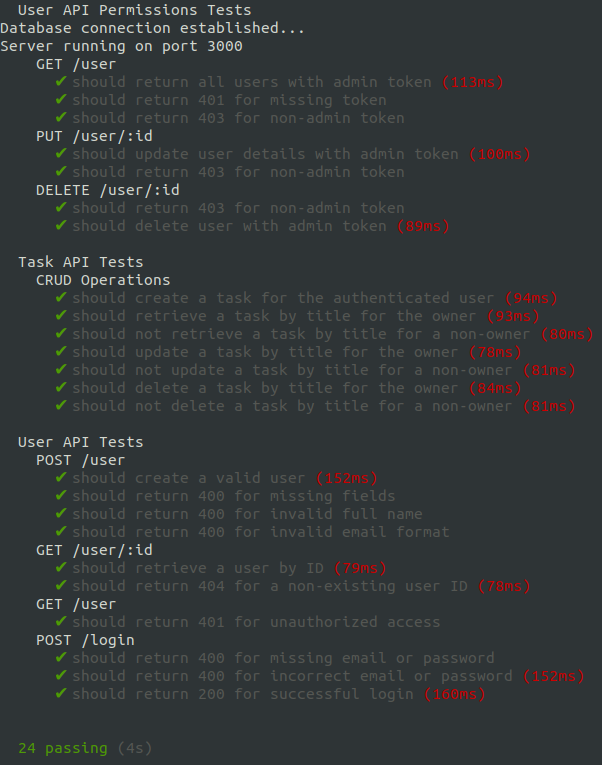 User API Permissions Tests
Database connection established...
Server running on port 3000
GET /user
✔ should return all users with admin token (113ms)
✔ should return 401 for missing token
✔ should return 403 for non-admin token
PUT /user/:id
✔ should update user details with admin token (100ms)
✔ should return 403 for non-admin token
DELETE /user/:id
✔ should return 403 for non-admin token
✔ should delete user with admin token (89ms)
Task API Tests
CRUD Operations
✔ should create a task for the authenticated user (94ms)
✔ should retrieve a task by title for the owner (93ms)
✔ should not retrieve a task by title for a non-owner (80ms)
✔ should update a task by title for the owner (78ms)
✔ should not update a task by title for a non-owner (81ms)
✔ should delete a task by title for the owner (84ms)
✔ should not delete a task by title for a non-owner (81ms)
User API Tests
POST /user
✔ should create a valid user (152ms)
✔ should return 400 for missing fields
✔ should return 400 for invalid full name
✔ should return 400 for invalid email format
GET /user/:id
✔ should retrieve a user by ID (79ms)
✔ should return 404 for a non-existing user ID (78ms)
GET /user
✔ should return 401 for unauthorized access
POST /login
✔ should return 400 for missing email or password
✔ should return 400 for incorrect email or password (152ms)
✔ should return 200 for successful login (160ms)
24 passing (4s)